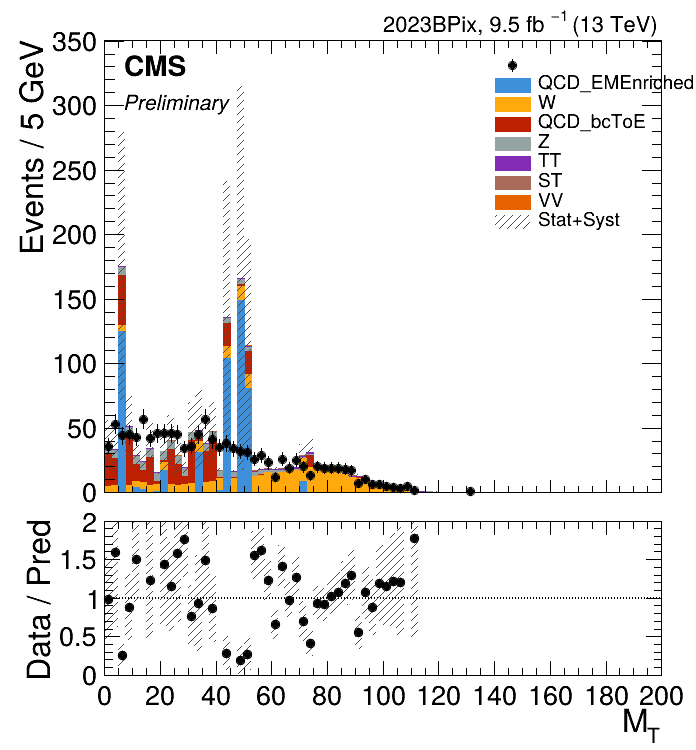 2023BPix, 9.5 fb⁻¹ (13 TeV)
CMS
Preliminary
Events / 5 GeV
350
300
250
200
150
100
50
0
QCD_EMEnriched
W
QCD_bcToE
Z
TT
ST
VV
Stat+Syst
Data / Pred
2
1.5
1
0.5
0
0 20 40 60 80 100 120 140 160 180 200
M_T